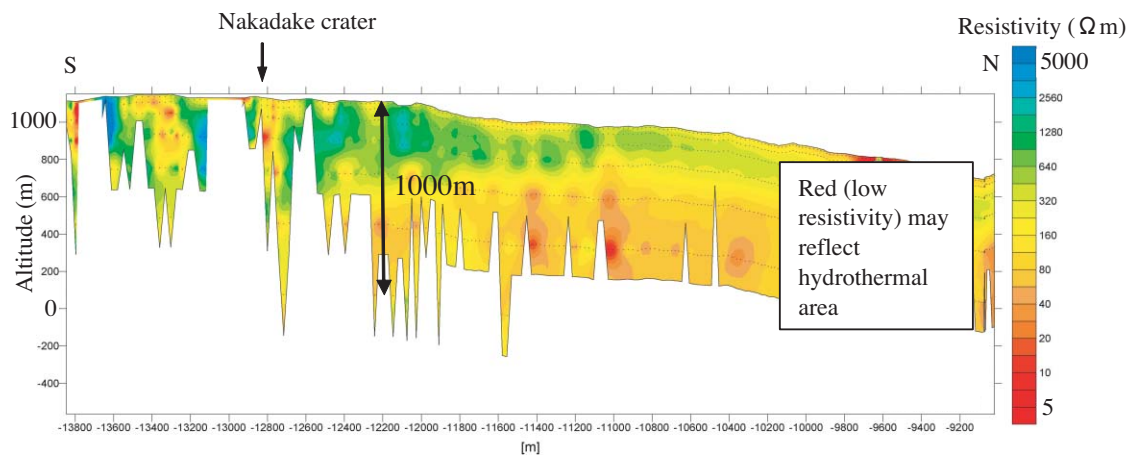 Nakadake crater
Resistivity ( Ω m)
S
N
5000
2560
1280
640
320
160
80
40
20
10
5
1000
800
600
400
200
0
-200
-400
Altitude (m)
1000m
Red (low
resistivity) may
reflect
hydrothermal
area
-13800 -13600 -13400 -13200 -13000 -12800 -12600 -12400 -12200 -12000 -11800 -11600 -11400 -11200 -11000 -10800 -10600 -10400 -10200 -10000 -9800 -9600 -9400 -9200
[m]